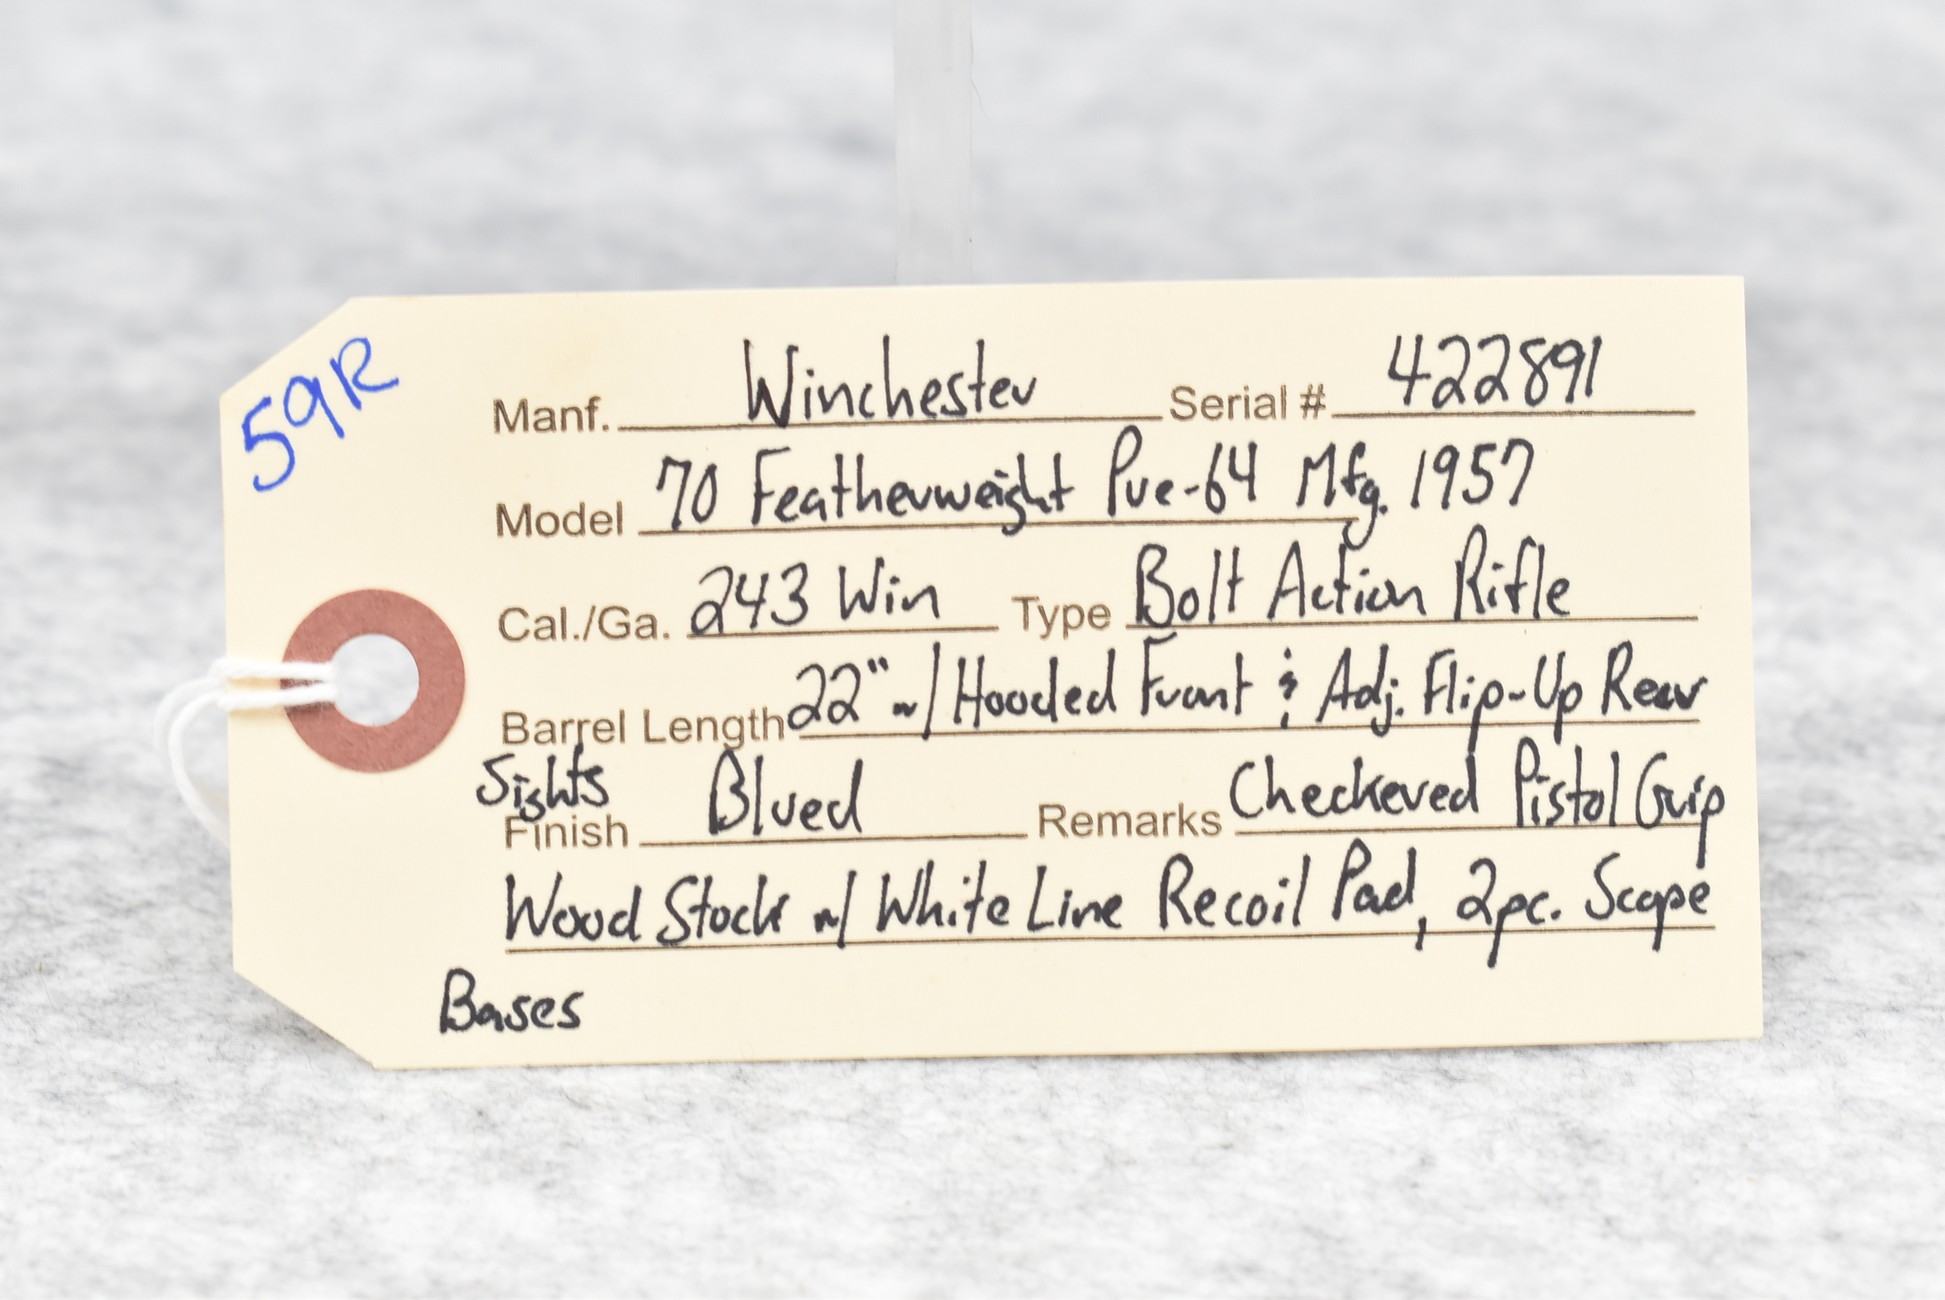 59R
Manf. Winchester Serial # 422891
Model 70 Featherweight Pre-64 Mfg. 1957
Cal./Ga. 243 Win Type Bolt Action Rifle
Barrel Length 22" w/ Hooded Front & Adj. Flip-Up Rear
Sights
Finish Blued Remarks Checkered Pistol Grip
Wood Stock w/ White Line Recoil Pad, 2pc. Scope
Bases